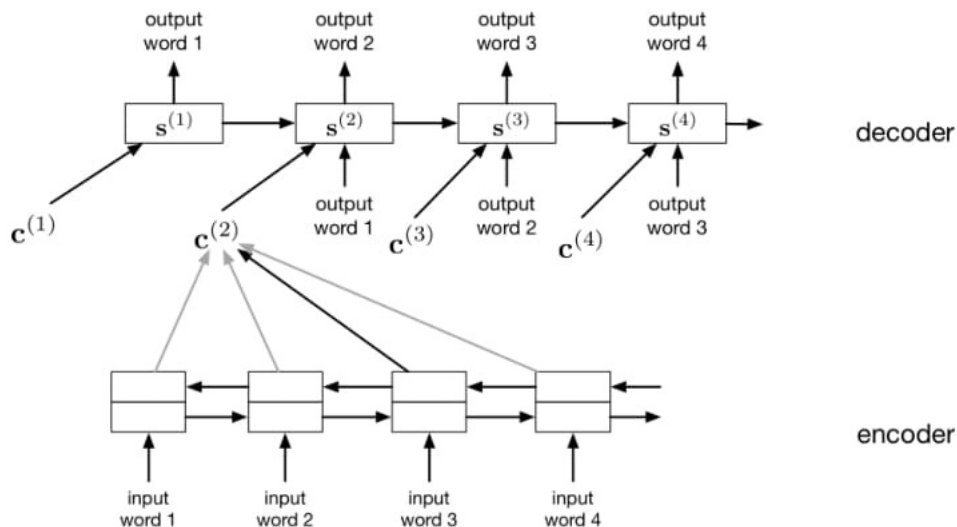 output
word 1
output
word 2
output
word 3
output
word 4
s^(1)
s^(2)
s^(3)
s^(4)
decoder
c^(1)
c^(2)
output
word 1
c^(3)
output
word 2
c^(4)
output
word 3
encoder
input
word 1
input
word 2
input
word 3
input
word 4